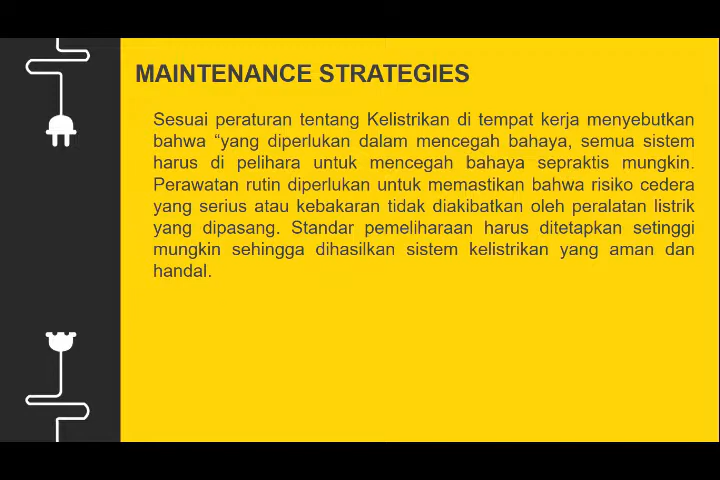 MAINTENANCE STRATEGIES
Sesuai peraturan tentang Kelistrikan di tempat kerja menyebutkan
bahwa “yang diperlukan dalam mencegah bahaya, semua sistem
harus di pelihara untuk mencegah bahaya sepraktis mungkin.
Perawatan rutin diperlukan untuk memastikan bahwa risiko cedera
yang serius atau kebakaran tidak diakibatkan oleh peralatan listrik
yang dipasang. Standar pemeliharaan harus ditetapkan setinggi
mungkin sehingga dihasilkan sistem kelistrikan yang aman dan
handal.